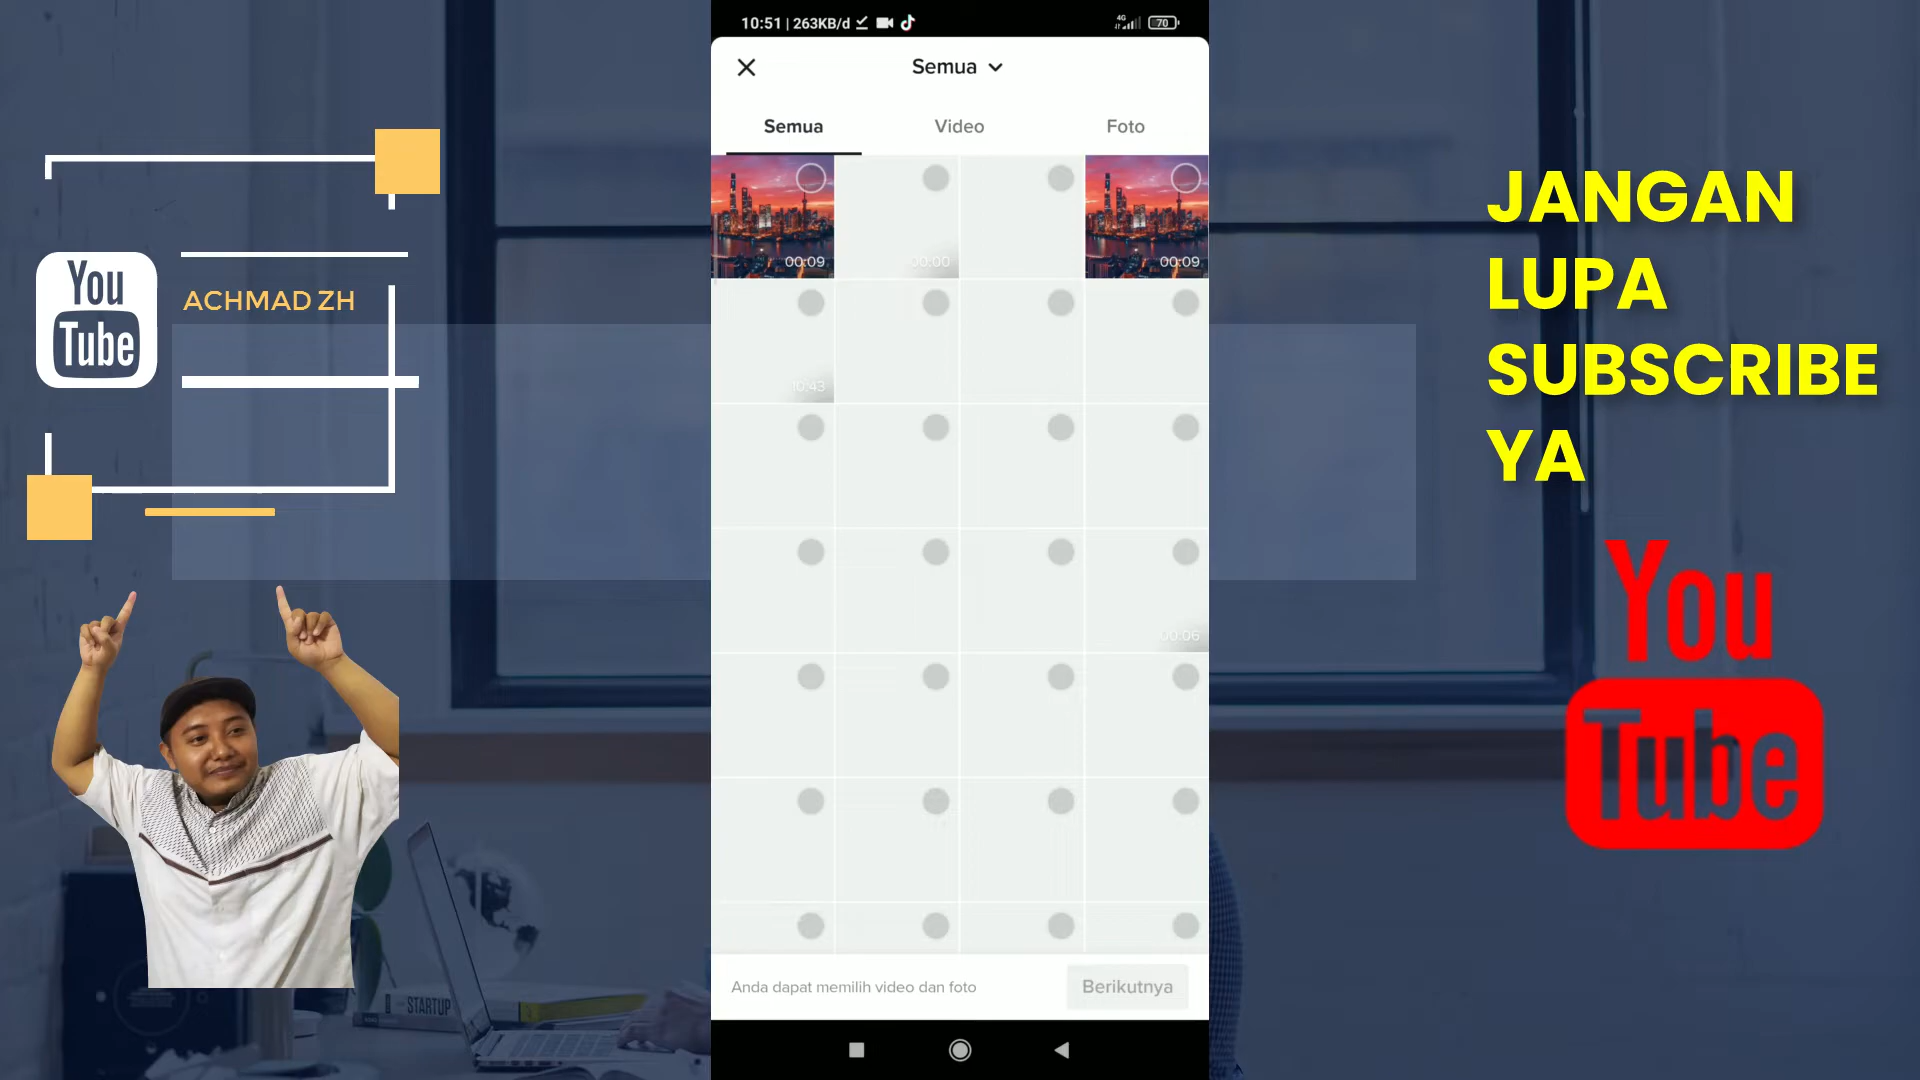 10:51 | 263KB/d
4G
70
Semua
Semua
Video
Foto
00:09
00:00
00:09
10:43
00:06
Anda dapat memilih video dan foto
Berikutnya
You
Tube
ACHMAD ZH
JANGAN
LUPA
SUBSCRIBE
YA
You
Tube
STARTUP